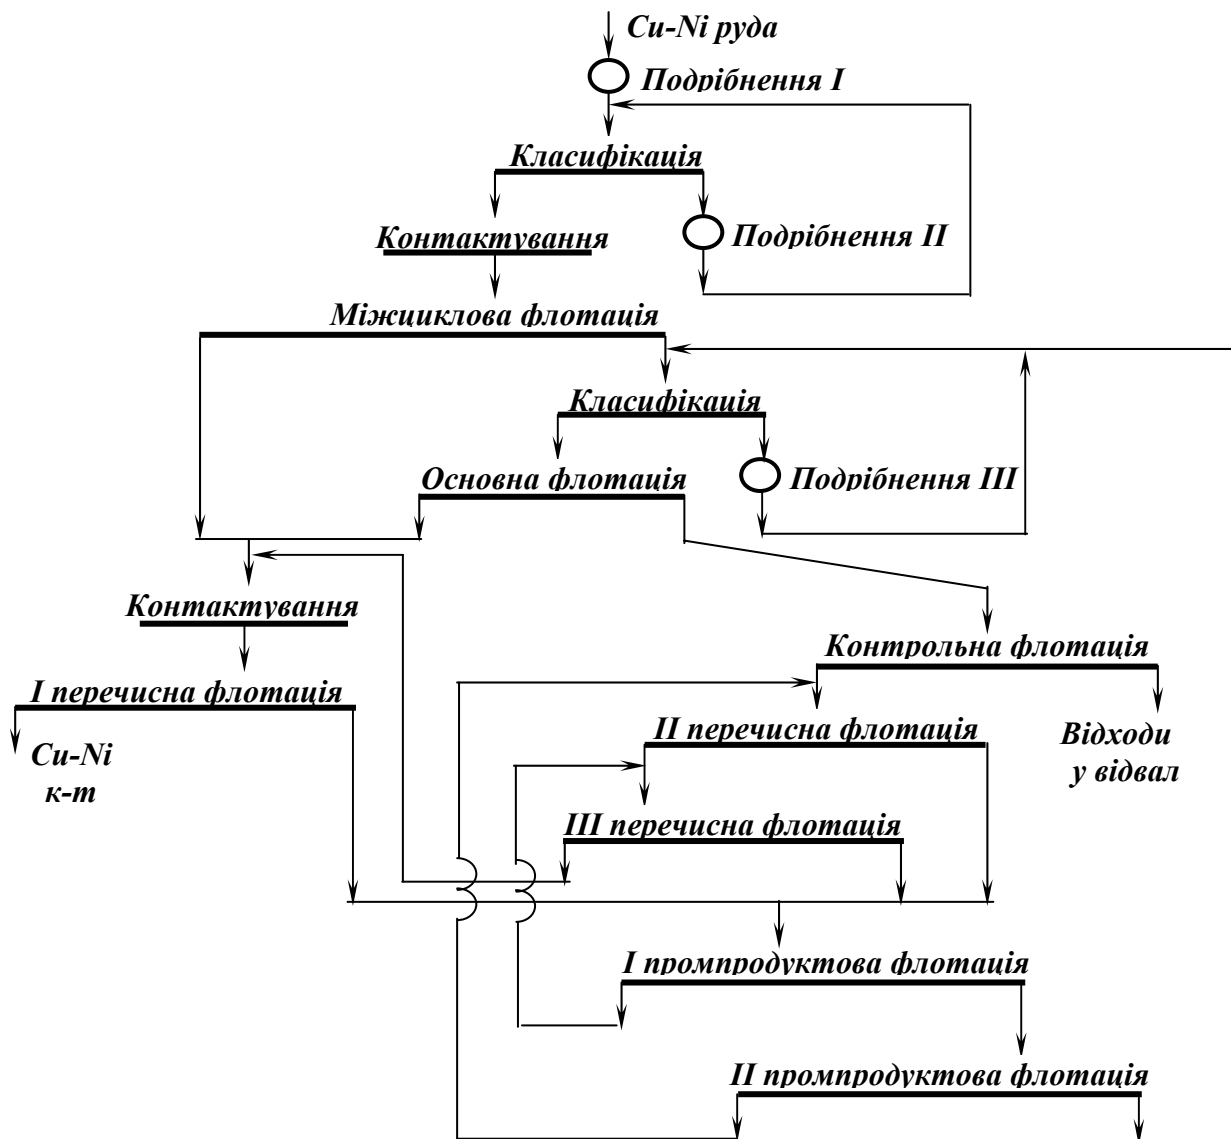 Cu-Ni руда
Подрібнення I
Класифікація
Контактування
Подрібнення II
Міжциклова флотація
Класифікація
Основна флотація
Подрібнення III
Контактування
Контрольна флотація
I перечисна флотація
II перечисна флотація
Відходи
у відвал
Cu-Ni
к-т
III перечисна флотація
I промпродуктова флотація
II промпродуктова флотація